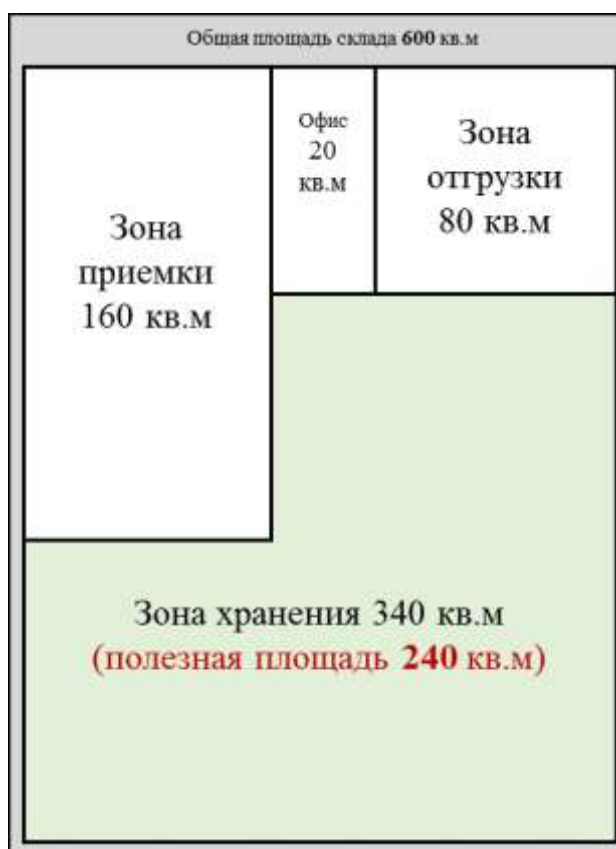 Общая площадь склада 600 кв.м
Зона
приемки
160 кв.м
Офис
20
кв.м
Зона
отгрузки
80 кв.м
Зона хранения 340 кв.м
(полезная площадь 240 кв.м)